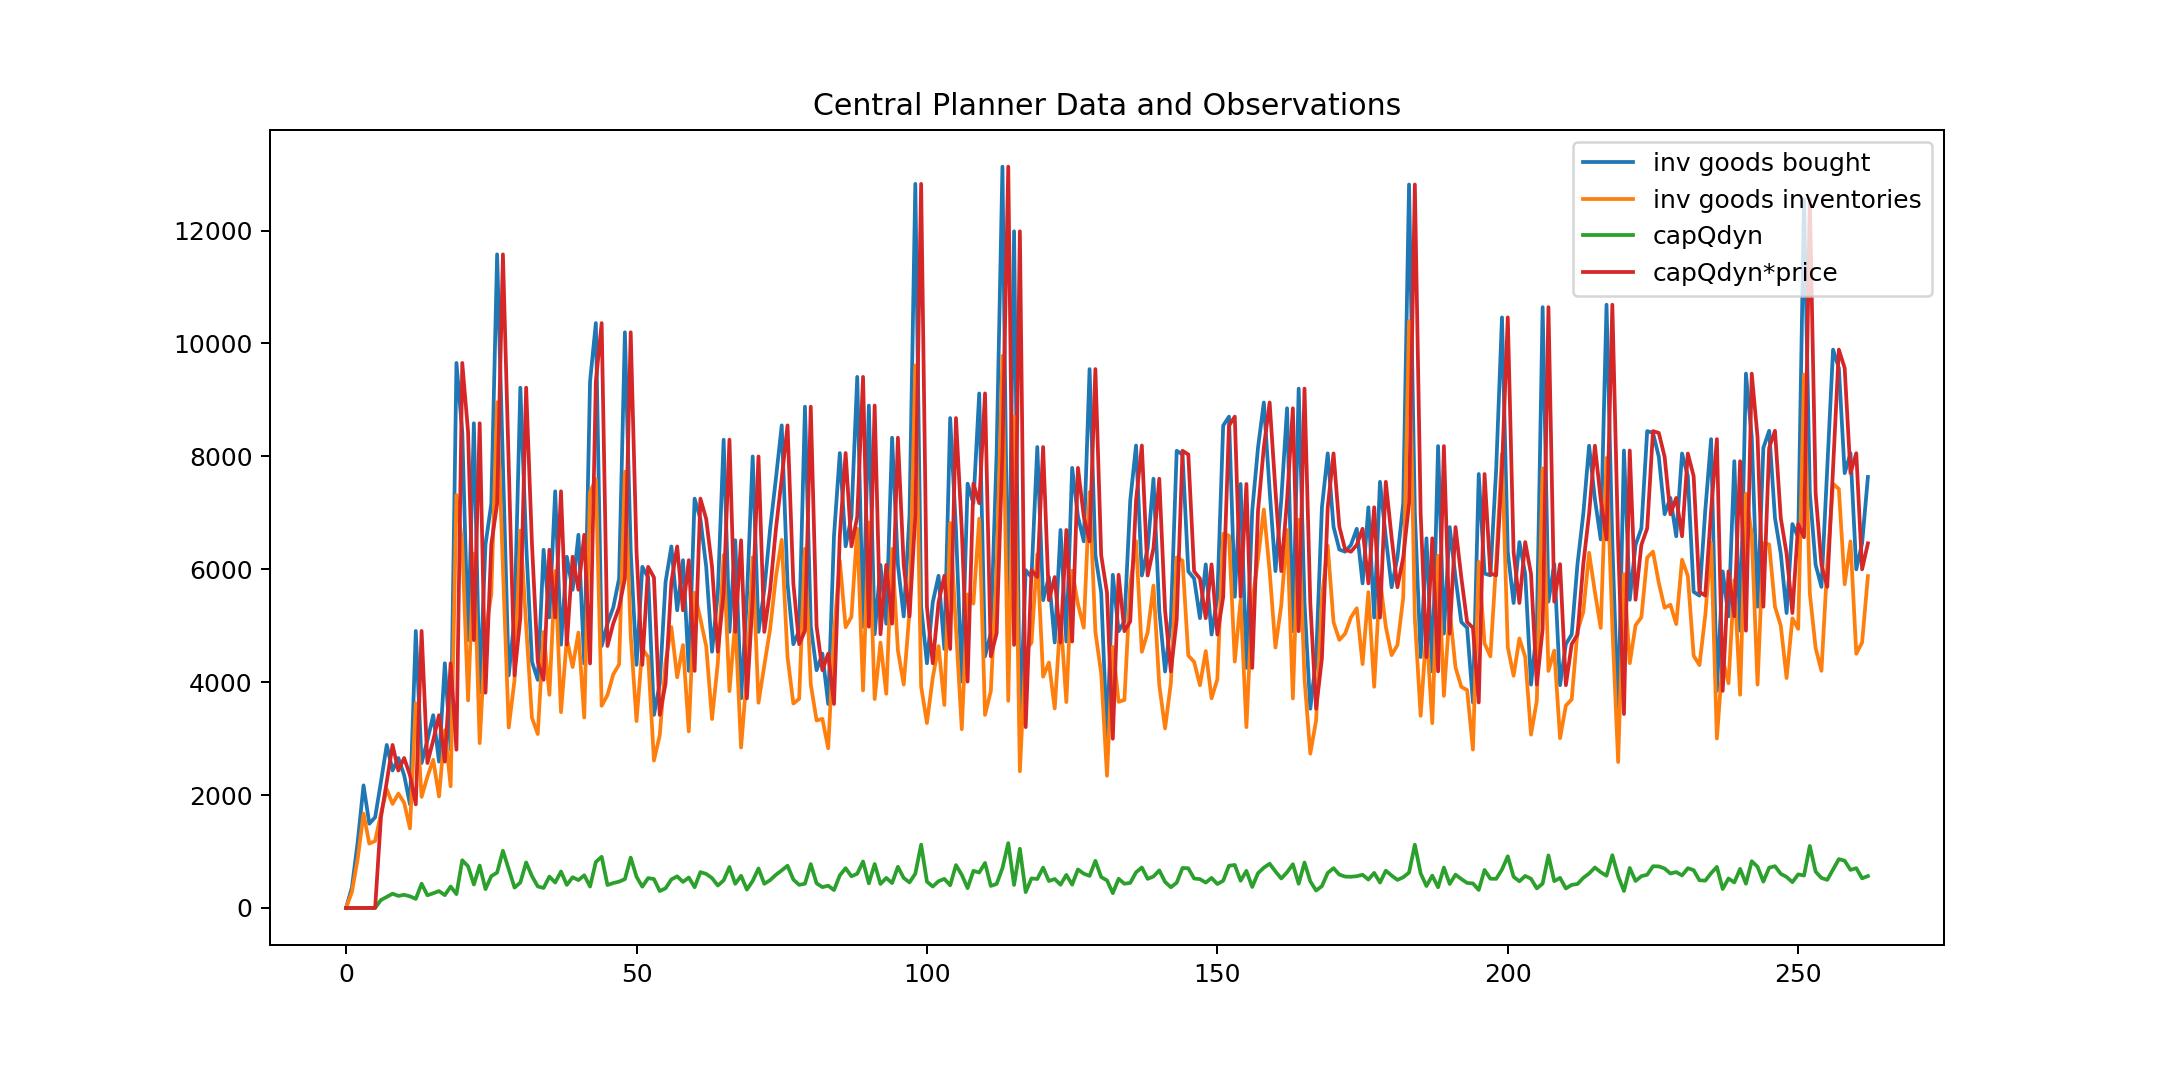 Central Planner Data and Observations
inv goods bought
inv goods inventories
capQdyn
capQdyn*price
12000
10000
8000
6000
4000
2000
0
0 50 100 150 200 250